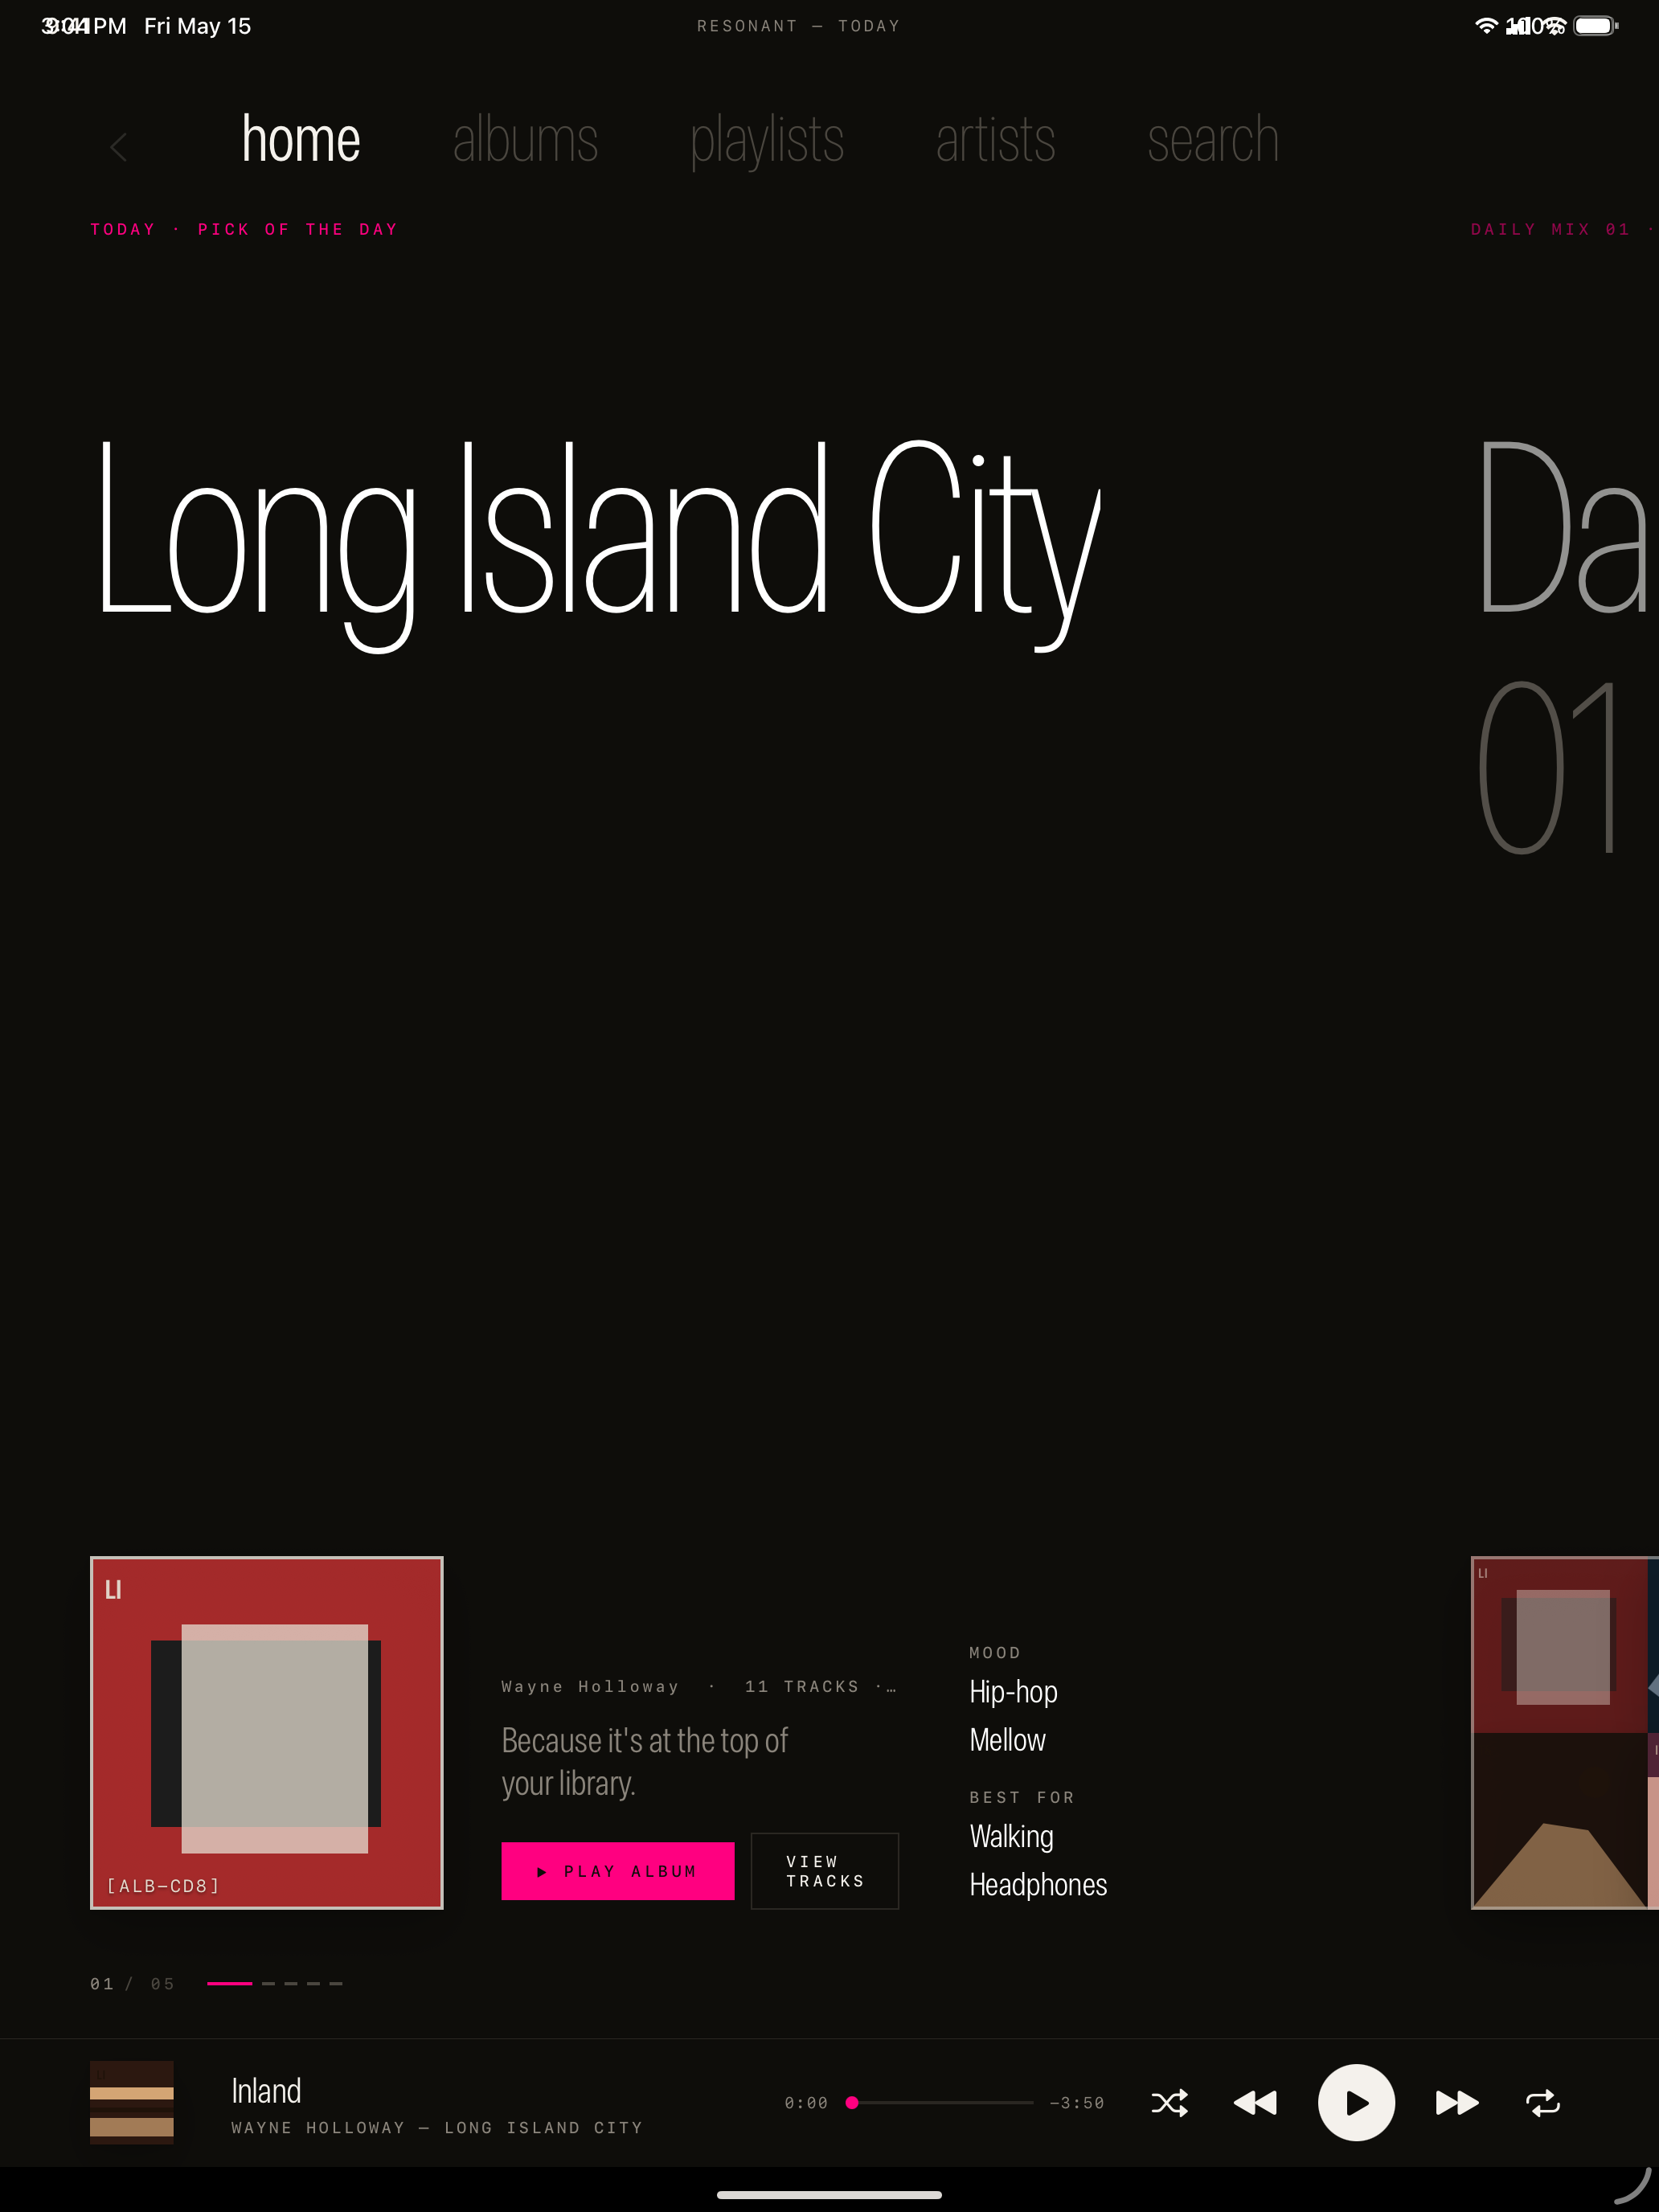 PM Fri May 15
RESONANT — TODAY
home albums playlists artists search
TODAY · PICK OF THE DAY
DAILY MIX 01 ·
Long Island City
Da
01
LI
[ALB—CD8]
Wayne Holloway · 11 TRACKS ·…
Because it's at the top of
your library.
▶ PLAY ALBUM
VIEW
TRACKS
MOOD
Hip-hop
Mellow
BEST FOR
Walking
Headphones
LI
01 / 05
Inland
WAYNE HOLLOWAY — LONG ISLAND CITY
0:00
—3:50